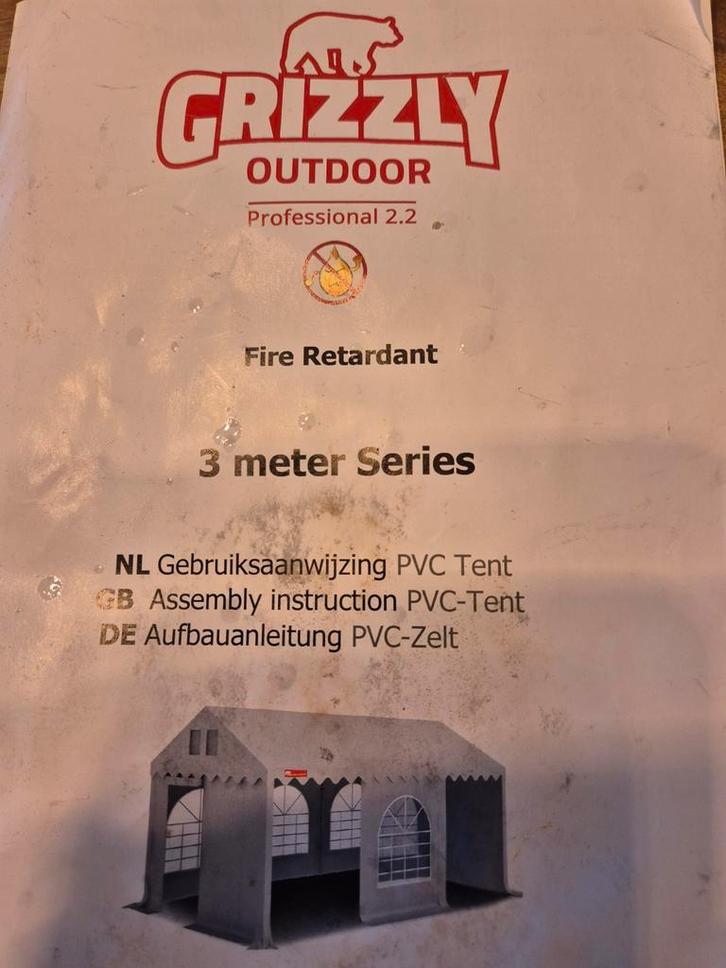 GRIZZLY
OUTDOOR
Professional 2.2
Fire Retardant
3 meter Series
NL Gebruiksaanwijzing PVC Tent
GB Assembly instruction PVC-Tent
DE Aufbauanleitung PVC-Zelt